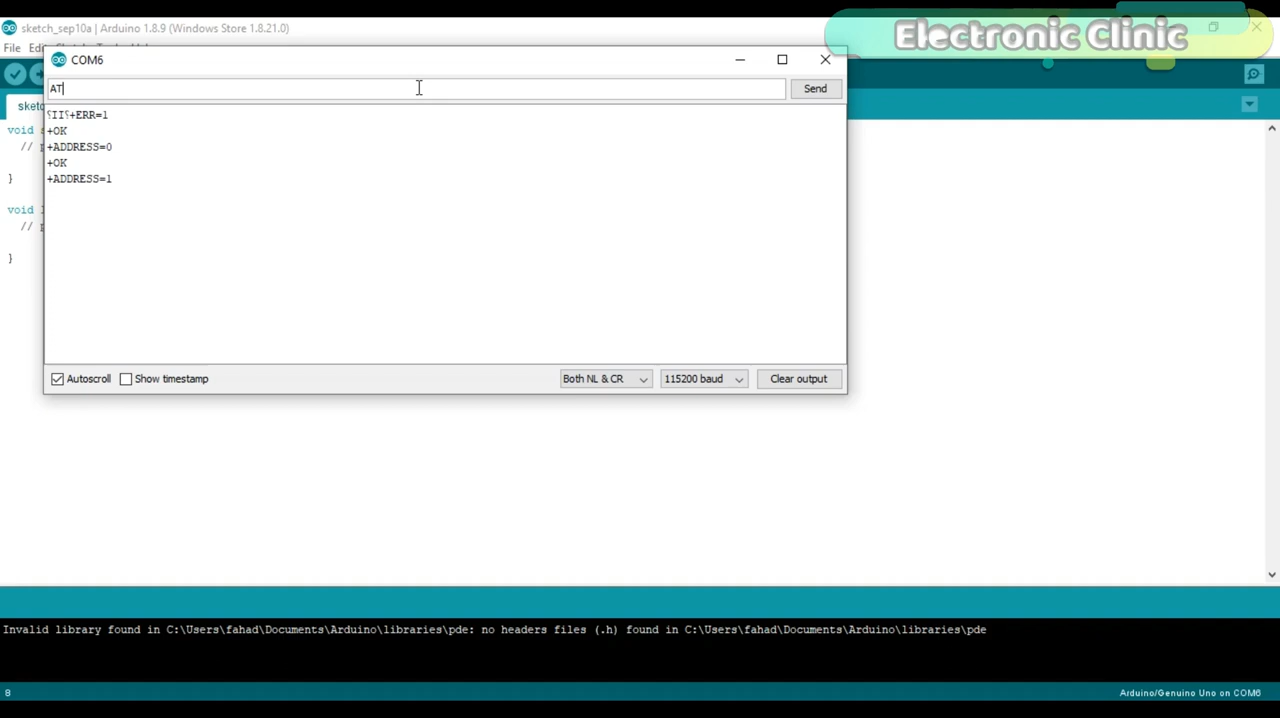 sketch_sep10a | Arduino 1.8.9 (Windows Store 1.8.21.0)
Electronic Clinic
File
COM6
AT
Send
+ERR=1
+OK
+ADDRESS=0
+OK
+ADDRESS=1
void
//
}
void
//
}
Autoscroll
Show timestamp
Both NL & CR
115200 baud
Clear output
Invalid library found in C:\Users\fahad\Documents\Arduino\libraries\pde: no headers files (.h) found in C:\Users\fahad\Documents\Arduino\libraries\pde
8
Arduino/Genuino Uno on COM6